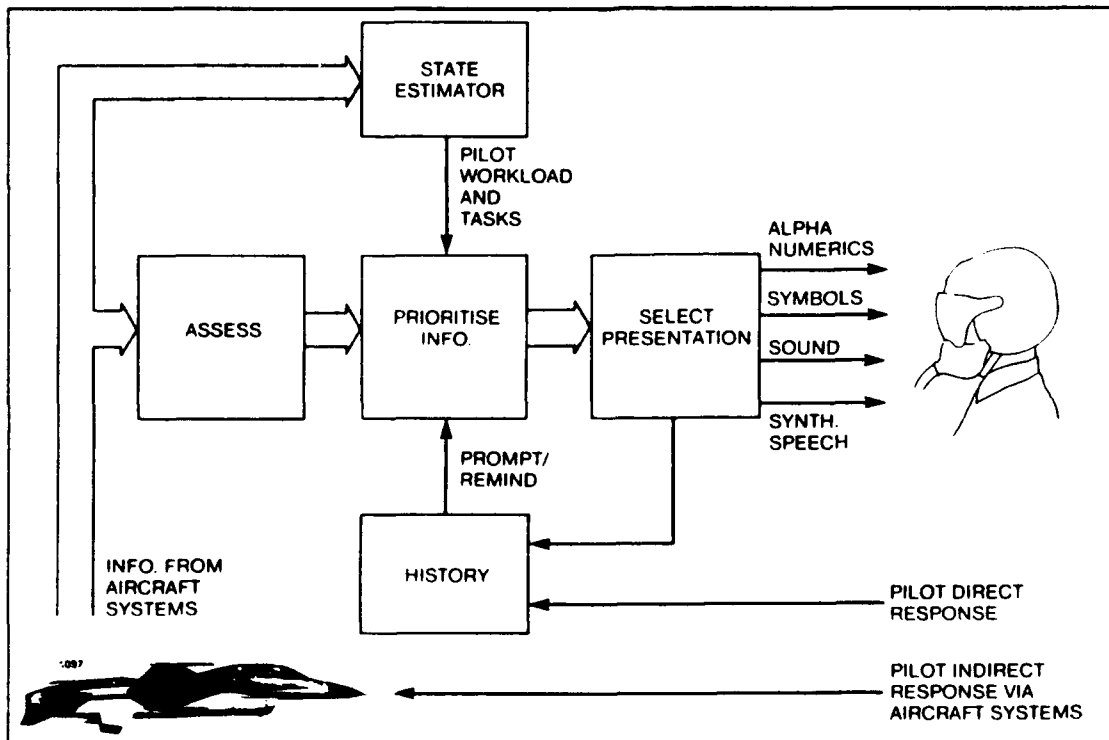 STATE
ESTIMATOR
PILOT
WORKLOAD
AND
TASKS
ASSESS
PRIORITISE
INFO.
SELECT
PRESENTATION
ALPHA
NUMERICS
SYMBOLS
SOUND
SYNTH.
SPEECH
PROMPT/
REMIND
HISTORY
INFO. FROM
AIRCRAFT
SYSTEMS
PILOT DIRECT
RESPONSE
PILOT INDIRECT
RESPONSE VIA
AIRCRAFT SYSTEMS